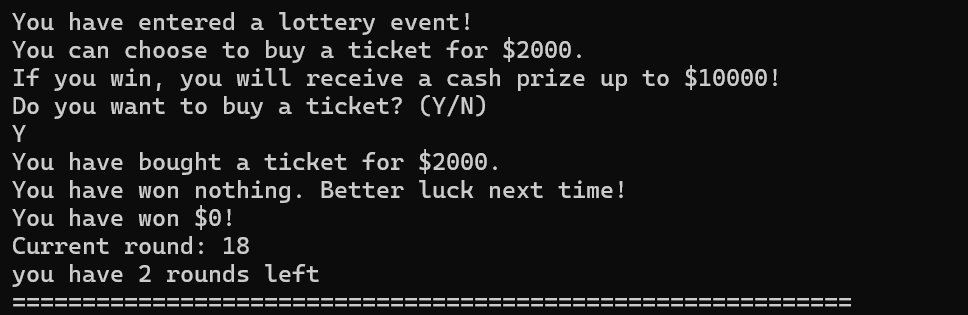 You have entered a lottery event!
You can choose to buy a ticket for $2000.
If you win, you will receive a cash prize up to $10000!
Do you want to buy a ticket? (Y/N)
Y
You have bought a ticket for $2000.
You have won nothing. Better luck next time!
You have won $0!
Current round: 18
you have 2 rounds left
============================================================